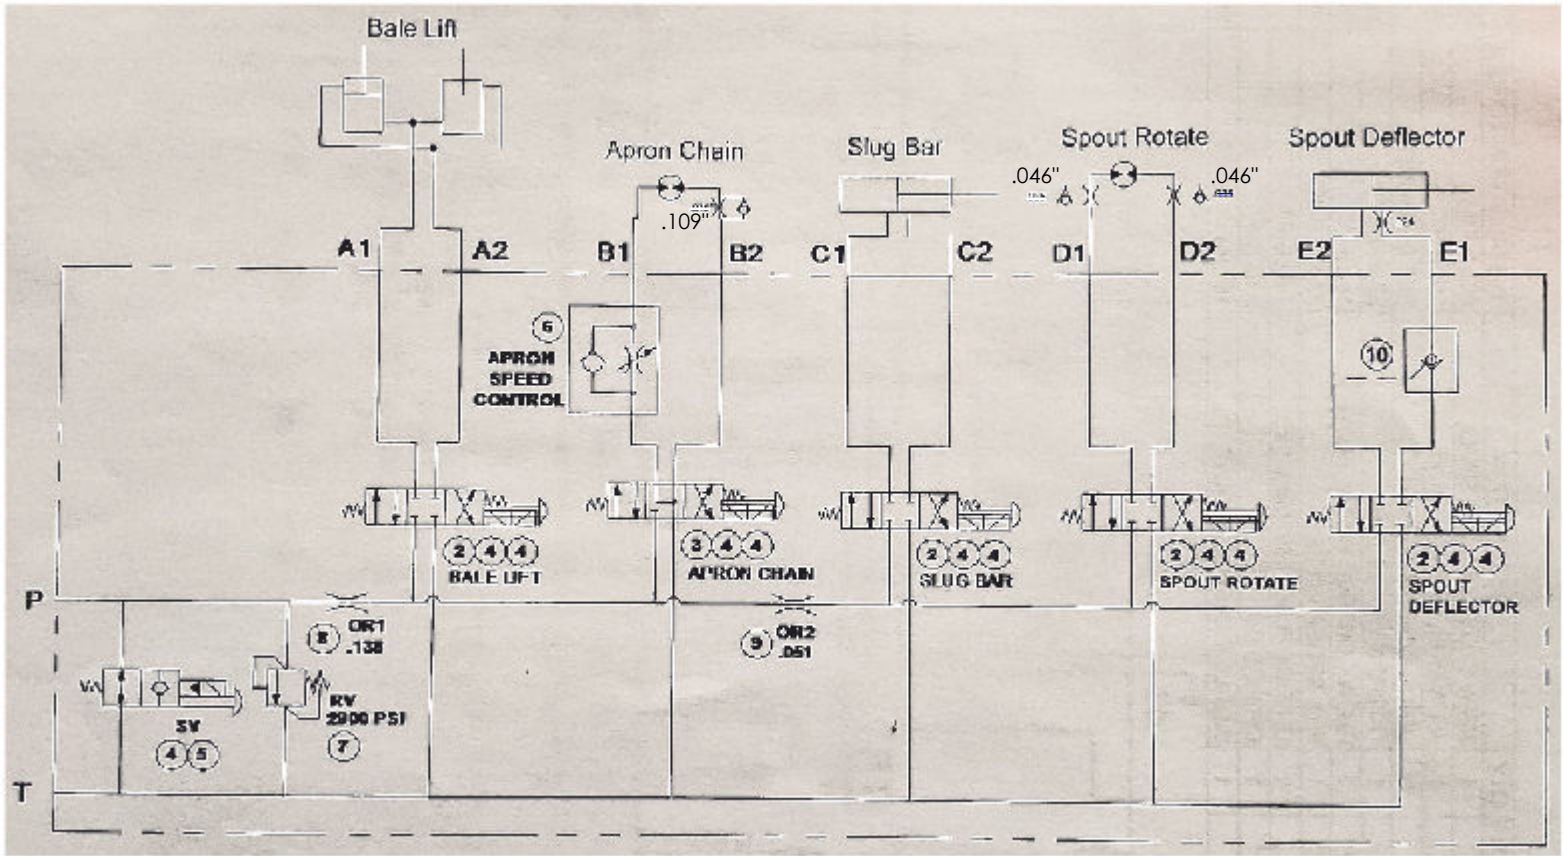 Bale Lift
Apron Chain
Slug Bar
Spout Rotate
Spout Deflector
.046"
.046"
.109"
A1
A2
B1
B2
C1
C2
D1
D2
E2
E1
6
APRON
SPEED
CONTROL
10
2 4 4
BALE LIFT
3 4 4
APRON CHAIN
2 4 4
SLUG BAR
2 4 4
SPOUT ROTATE
2 4 4
SPOUT
DEFLECTOR
P
8 OR1
.138
9 OR2
.051
SV
4 5
RV
2900 PSI
7
T